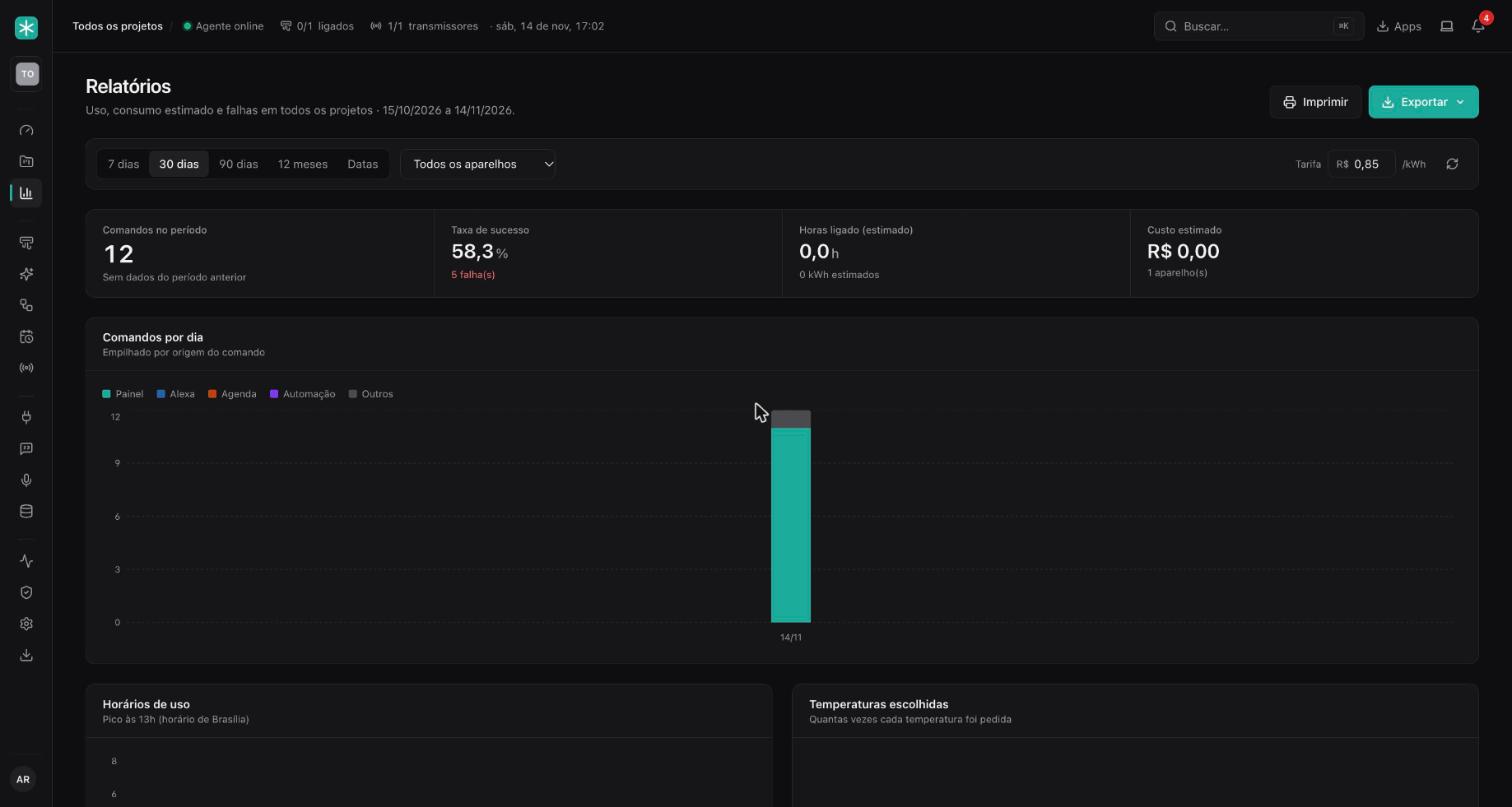 Todos os projetos / Agente online 0/1 ligados 1/1 transmissores · sáb, 14 de nov, 17:02
Buscar... ⌘K Apps 4
TO
Relatórios
Uso, consumo estimado e falhas em todos os projetos · 15/10/2026 a 14/11/2026.
Imprimir Exportar
7 dias 30 dias 90 dias 12 meses Datas Todos os aparelhos
Tarifa R$ 0,85 /kWh
Comandos no período
12
Sem dados do período anterior
Taxa de sucesso
58,3 %
5 falha(s)
Horas ligado (estimado)
0,0 h
0 kWh estimados
Custo estimado
R$ 0,00
1 aparelho(s)
Comandos por dia
Empilhado por origem do comando
Painel Alexa Agenda Automação Outros
12
9
6
3
0
14/11
Horários de uso
Pico às 13h (horário de Brasília)
8
6
Temperaturas escolhidas
Quantas vezes cada temperatura foi pedida
AR